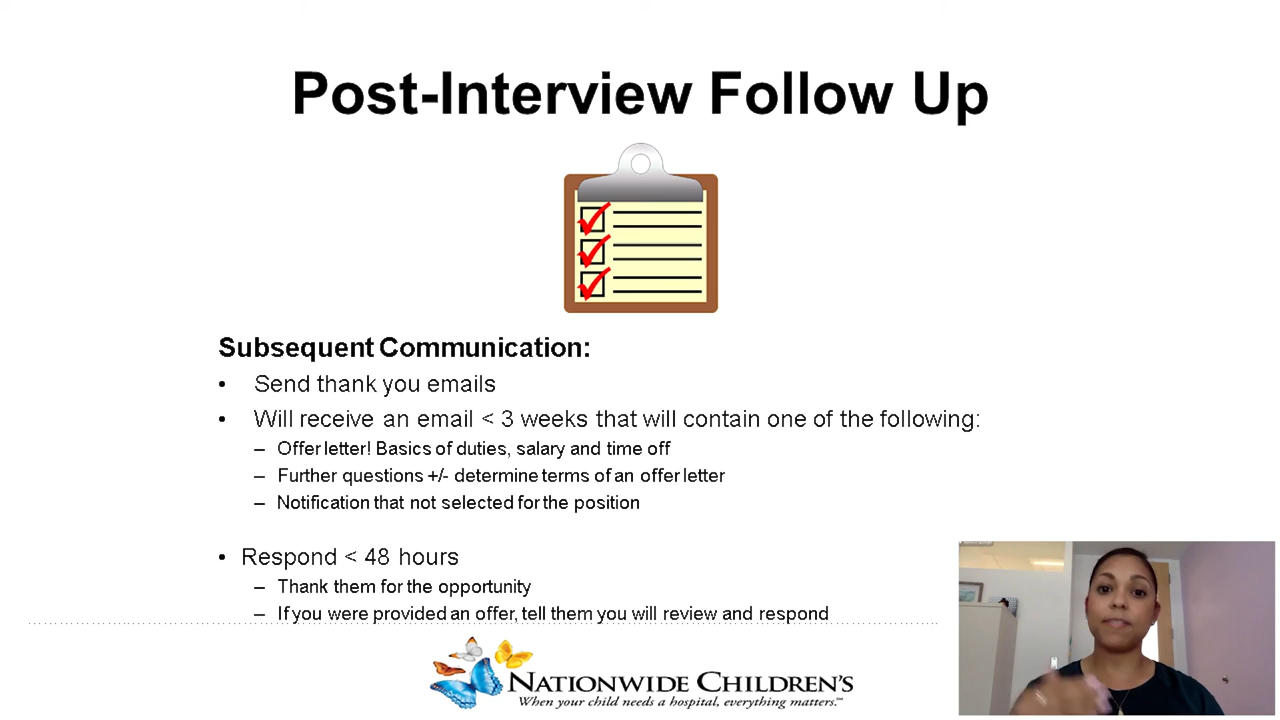 Post-Interview Follow Up
Subsequent Communication:
• Send thank you emails
• Will receive an email < 3 weeks that will contain one of the following:
– Offer letter! Basics of duties, salary and time off
– Further questions +/- determine terms of an offer letter
– Notification that not selected for the position
• Respond < 48 hours
– Thank them for the opportunity
– If you were provided an offer, tell them you will review and respond
NATIONWIDE CHILDREN'S
When your child needs a hospital, everything matters.℠